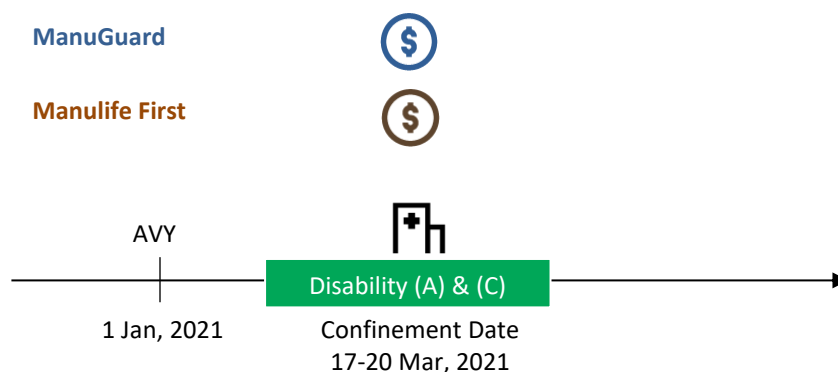 ManuGuard
$
Manulife First
$
AVY
Disability (A) & (C)
1 Jan, 2021
Confinement Date
17-20 Mar, 2021